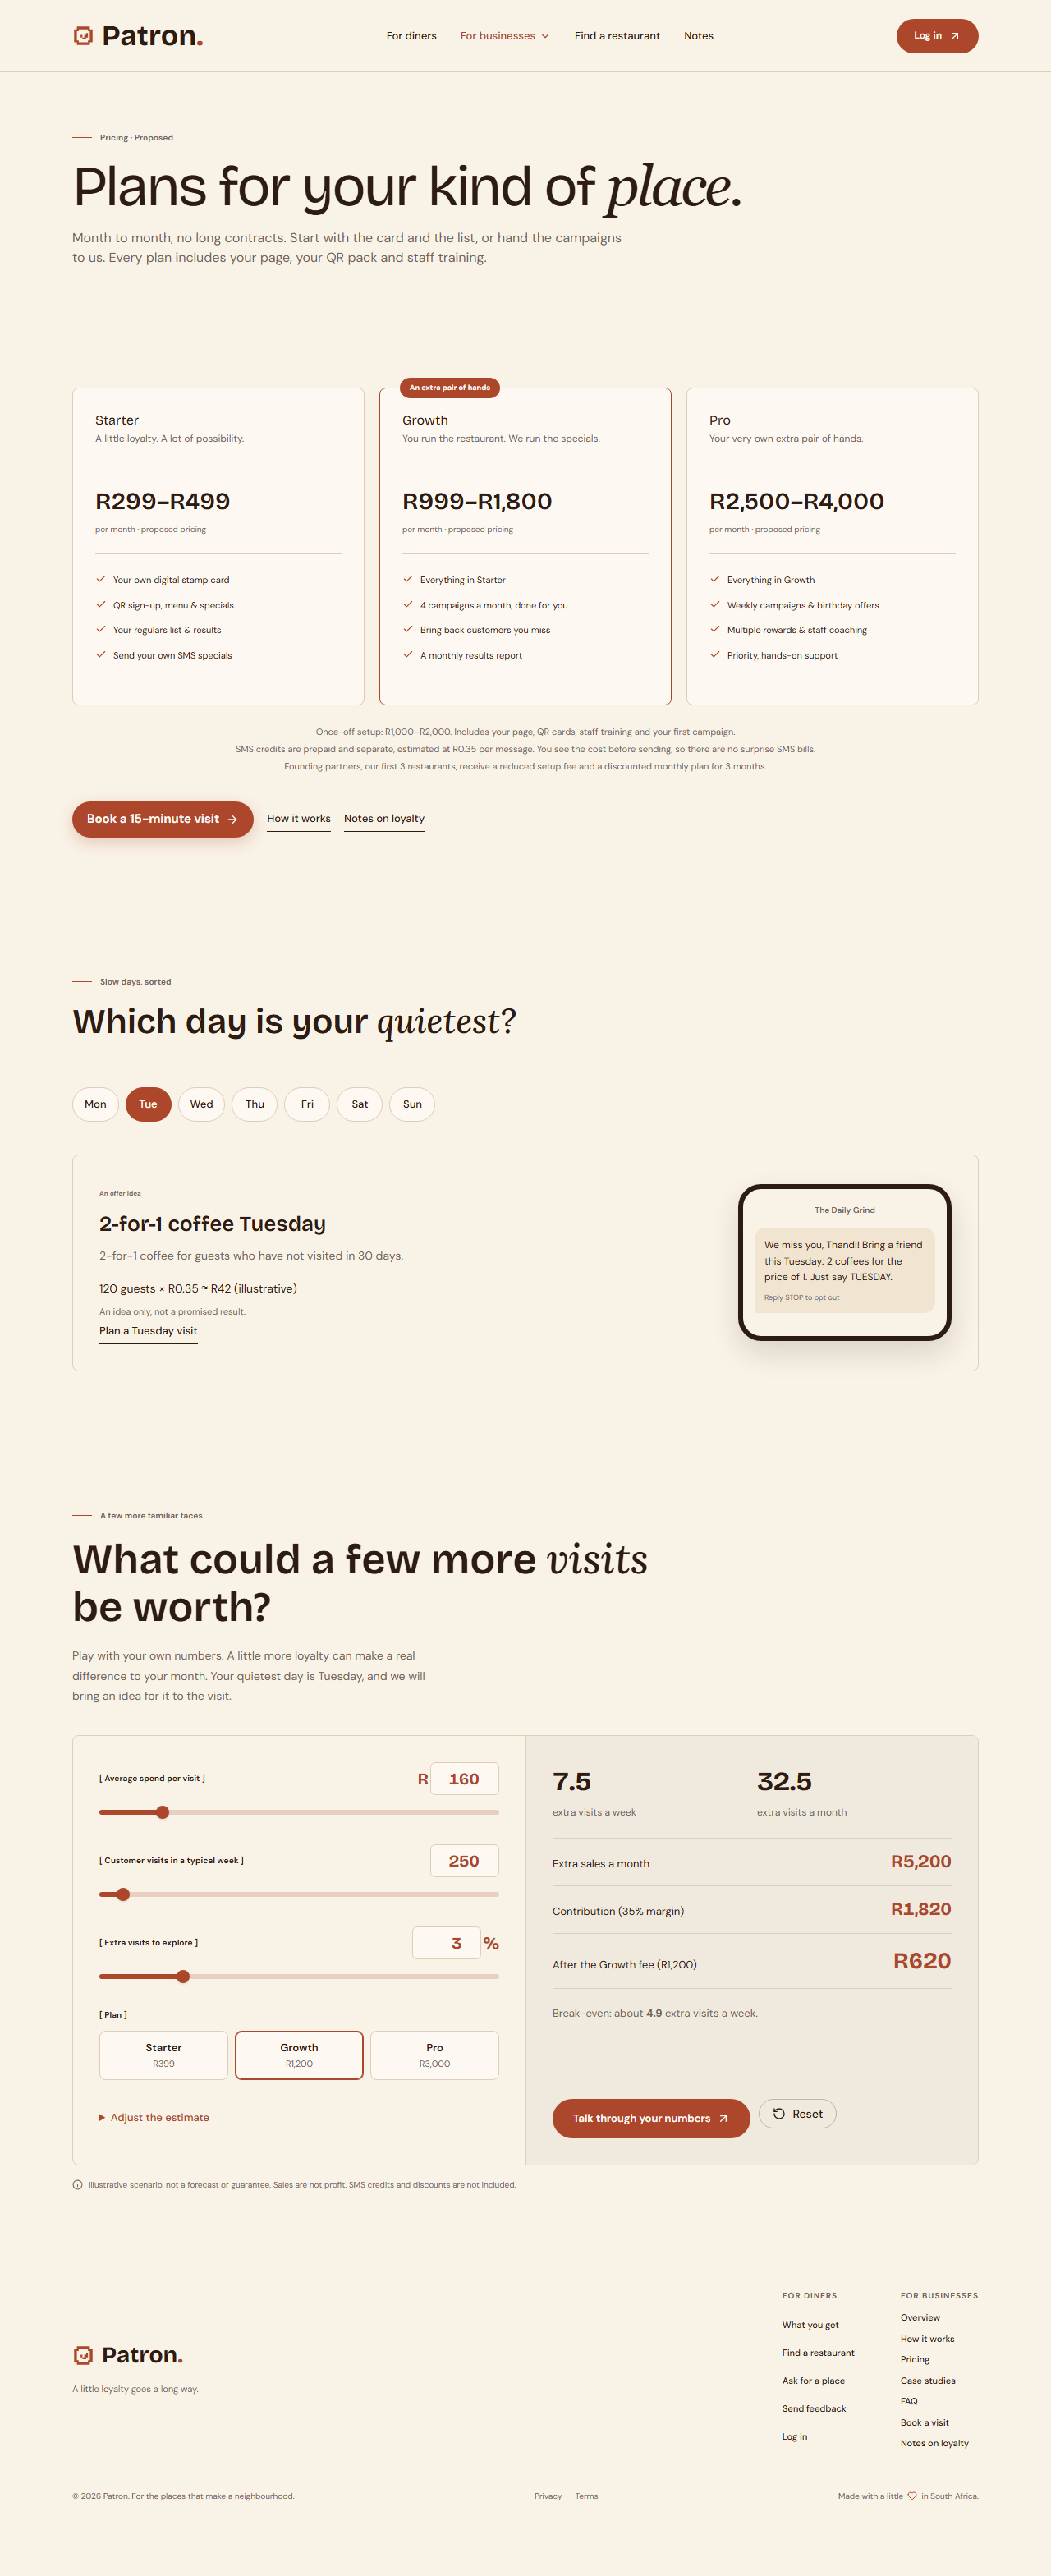 Patron.
For diners
For businesses
Find a restaurant
Notes
Log in
Pricing · Proposed
Plans for your kind of place.
Month to month, no long contracts. Start with the card and the list, or hand the campaigns
to us. Every plan includes your page, your QR pack and staff training.
Starter
A little loyalty. A lot of possibility.
R299–R499
per month · proposed pricing
Your own digital stamp card
QR sign-up, menu & specials
Your regulars list & results
Send your own SMS specials
An extra pair of hands
Growth
You run the restaurant. We run the specials.
R999–R1,800
per month · proposed pricing
Everything in Starter
4 campaigns a month, done for you
Bring back customers you miss
A monthly results report
Pro
Your very own extra pair of hands.
R2,500–R4,000
per month · proposed pricing
Everything in Growth
Weekly campaigns & birthday offers
Multiple rewards & staff coaching
Priority, hands-on support
Once-off setup: R1,000–R2,000. Includes your page, QR cards, staff training and your first campaign.
SMS credits are prepaid and separate, estimated at R0.35 per message. You see the cost before sending, so there are no surprise SMS bills.
Founding partners, our first 3 restaurants, receive a reduced setup fee and a discounted monthly plan for 3 months.
Book a 15-minute visit
How it works
Notes on loyalty
Slow days, sorted
Which day is your quietest?
Mon
Tue
Wed
Thu
Fri
Sat
Sun
An offer idea
2-for-1 coffee Tuesday
2-for-1 coffee for guests who have not visited in 30 days.
120 guests × R0.35 ≈ R42 (illustrative)
An idea only, not a promised result.
Plan a Tuesday visit
The Daily Grind
We miss you, Thandi! Bring a friend
this Tuesday: 2 coffees for the
price of 1. Just say TUESDAY.
Reply STOP to opt out
A few more familiar faces
What could a few more visits
be worth?
Play with your own numbers. A little more loyalty can make a real
difference to your month. Your quietest day is Tuesday, and we will
bring an idea for it to the visit.
[ Average spend per visit ]
R 160
[ Customer visits in a typical week ]
250
[ Extra visits to explore ]
3 %
[ Plan ]
Starter
R399
Growth
R1,200
Pro
R3,000
Adjust the estimate
7.5
extra visits a week
32.5
extra visits a month
Extra sales a month
R5,200
Contribution (35% margin)
R1,820
After the Growth fee (R1,200)
R620
Break-even: about 4.9 extra visits a week.
Talk through your numbers
Reset
Illustrative scenario, not a forecast or guarantee. Sales are not profit. SMS credits and discounts are not included.
Patron.
A little loyalty goes a long way.
FOR DINERS
What you get
Find a restaurant
Ask for a place
Send feedback
Log in
FOR BUSINESSES
Overview
How it works
Pricing
Case studies
FAQ
Book a visit
Notes on loyalty
© 2026 Patron. For the places that make a neighbourhood.
Privacy
Terms
Made with a little in South Africa.